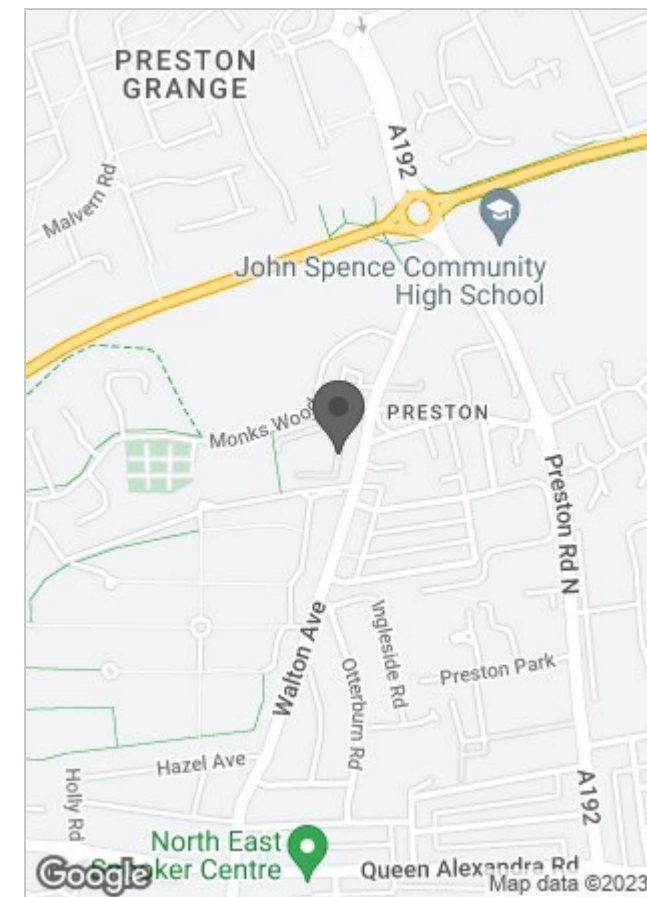 PRESTON
GRANGE
A192
Malvern Rd
John Spence Community
High School
Monks Wood
PRESTON
Preston Rd N
Walton Ave
Ingleside Rd
Otterburn Rd
Preston Park
Hazel Ave
Holly Rd
A192
North East
Centre
Queen Alexandra Rd
Google
Map data ©2023